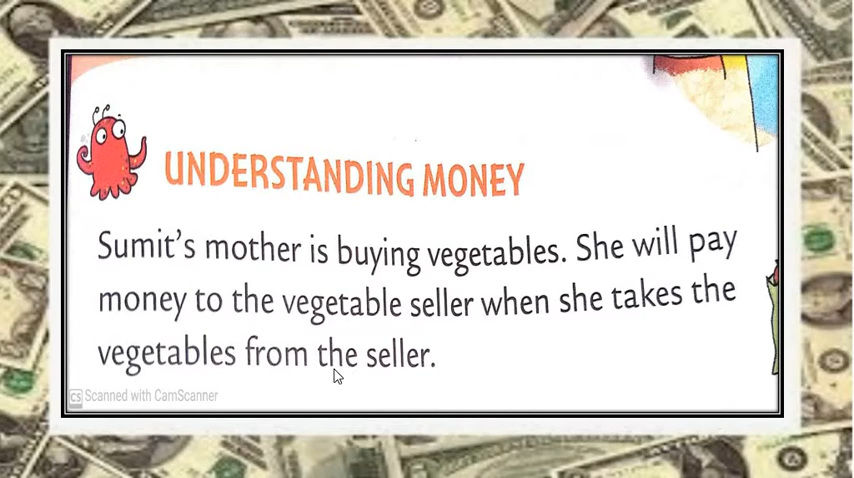 UNDERSTANDING MONEY
Sumit's mother is buying vegetables. She will pay
money to the vegetable seller when she takes the
vegetables from the seller.
CS Scanned with CamScanner